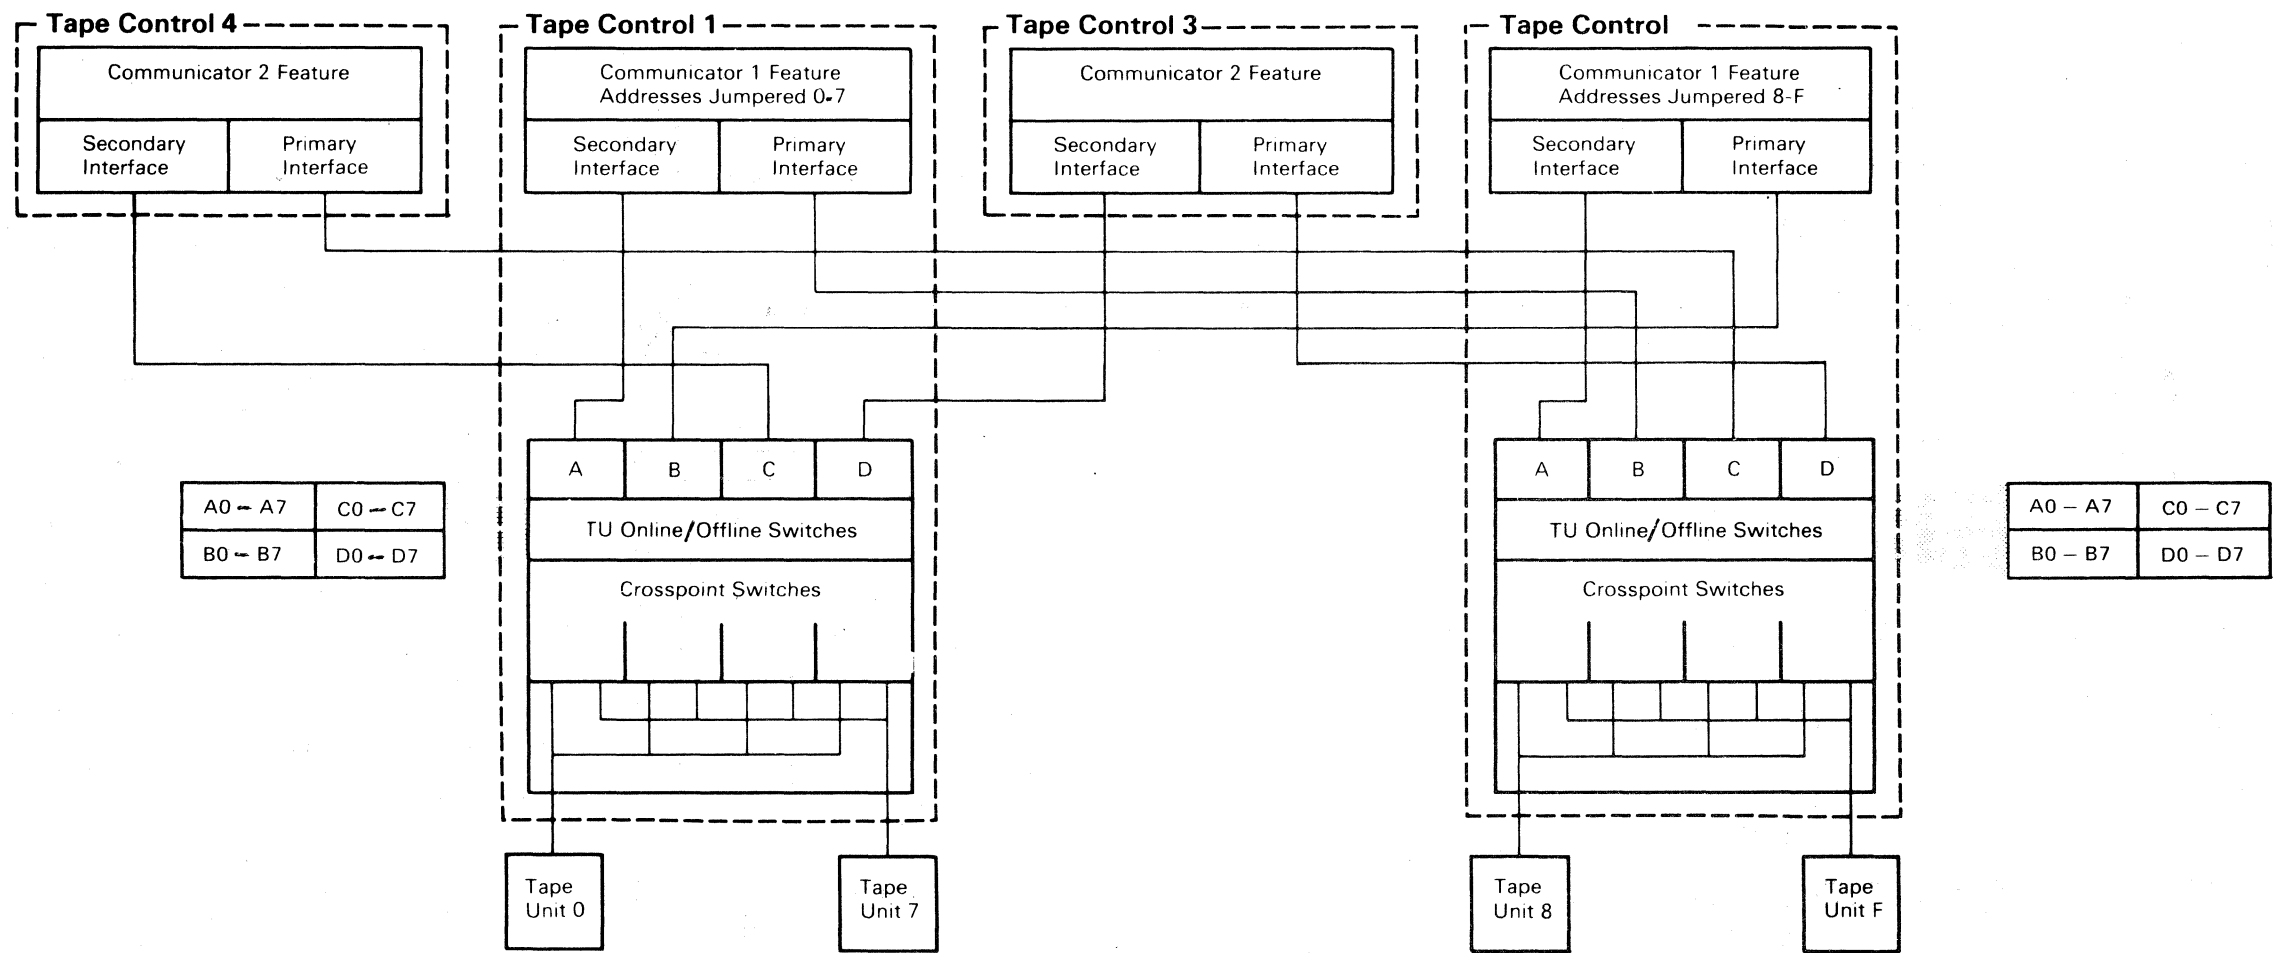 Tape Control 4
Communicator 2 Feature
Secondary Interface
Primary Interface
Tape Control 1
Communicator 1 Feature
Addresses Jumpered 0-7
Secondary Interface
Primary Interface
Tape Control 3
Communicator 2 Feature
Secondary Interface
Primary Interface
Tape Control
Communicator 1 Feature
Addresses Jumpered 8-F
Secondary Interface
Primary Interface
A0 – A7
C0 – C7
B0 – B7
D0 – D7
A
B
C
D
TU Online/Offline Switches
Crosspoint Switches
Tape
Unit 0
Tape
Unit 7
A
B
C
D
TU Online/Offline Switches
Crosspoint Switches
Tape
Unit 8
Tape
Unit F
A0 – A7
C0 – C7
B0 – B7
D0 – D7